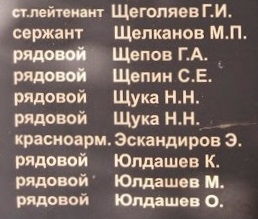 ст.лейтенант Щеголяев Г.И.
сержант Щелканов М.П.
рядовой Щепов Г.А.
рядовой Щепин С.Е.
рядовой Щука Н.Н.
рядовой Щука Н.Н.
красноарм. Эскандиров Э.
рядовой Юлдашев К.
рядовой Юлдашев М.
рядовой Юлдашев О.